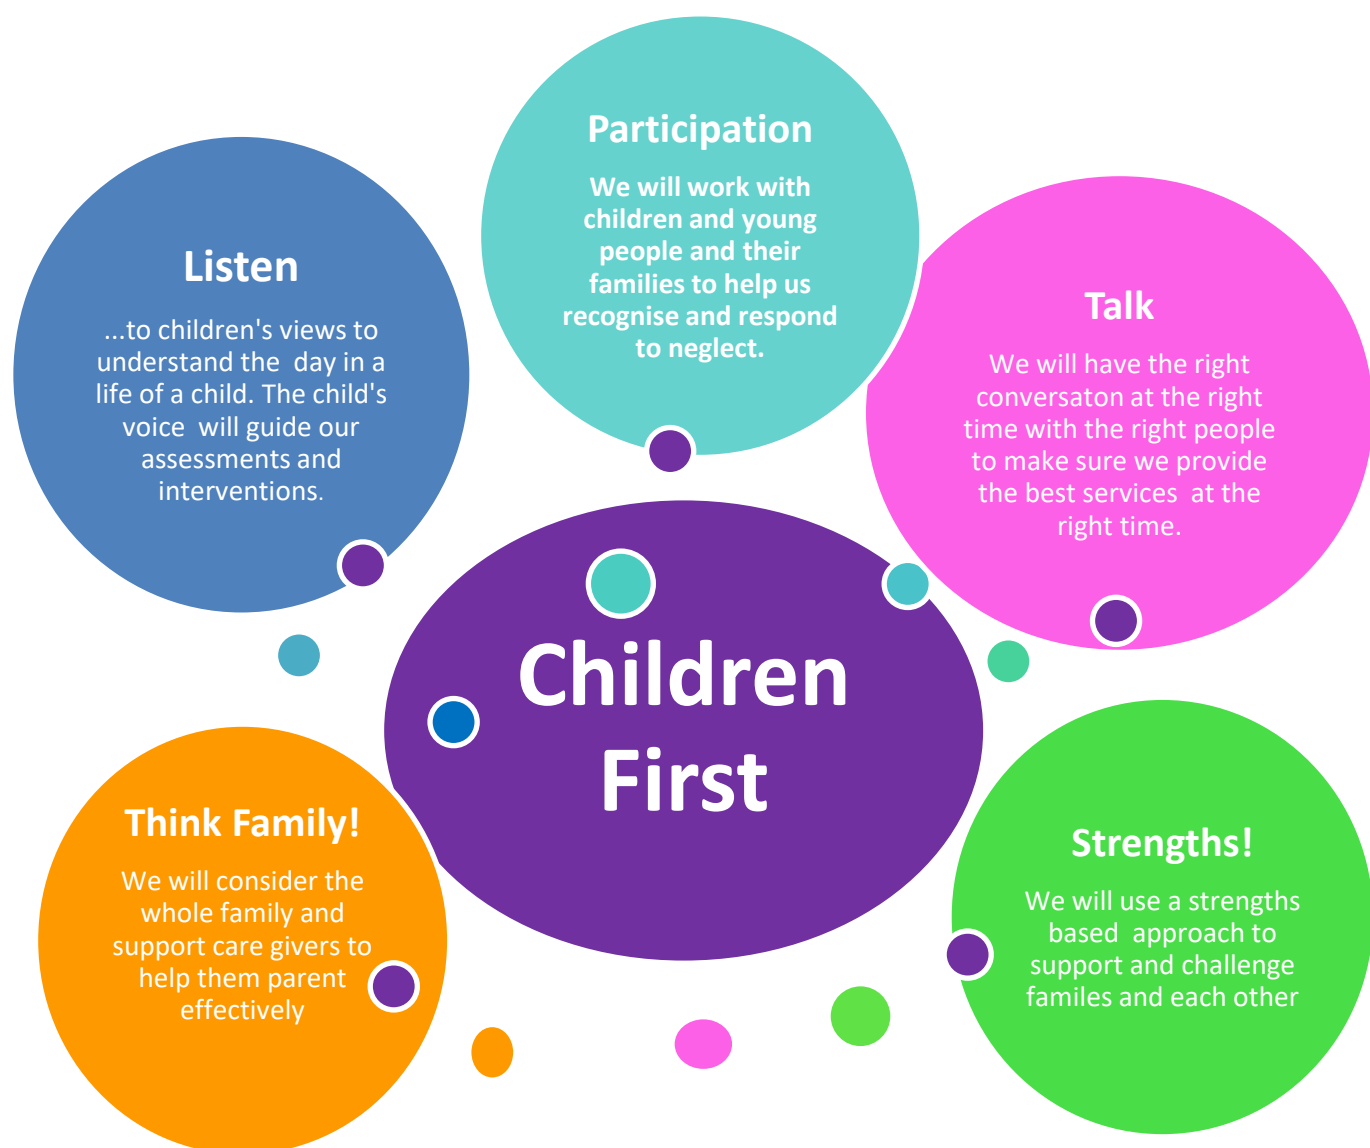 Participation
We will work with
children and young
people and their
families to help us
recognise and respond
to neglect.
Listen
...to children's views to
understand the  day in a
life of a child. The child's
voice  will guide our
assessments and
interventions.
Talk
We will have the right
conversaton at the right
time with the right people
to make sure we provide
the best services  at the
right time.
Children
First
Think Family!
We will consider the
whole family and
support care givers to
help them parent
effectively
Strengths!
We will use a strengths
based  approach to
support and challenge
familes and each other